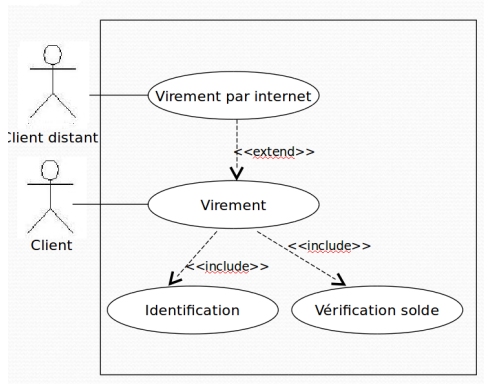 Virement par internet
Client distant
<<extend>>
Virement
Client
<<include>>
<<include>>
Identification
Vérification solde